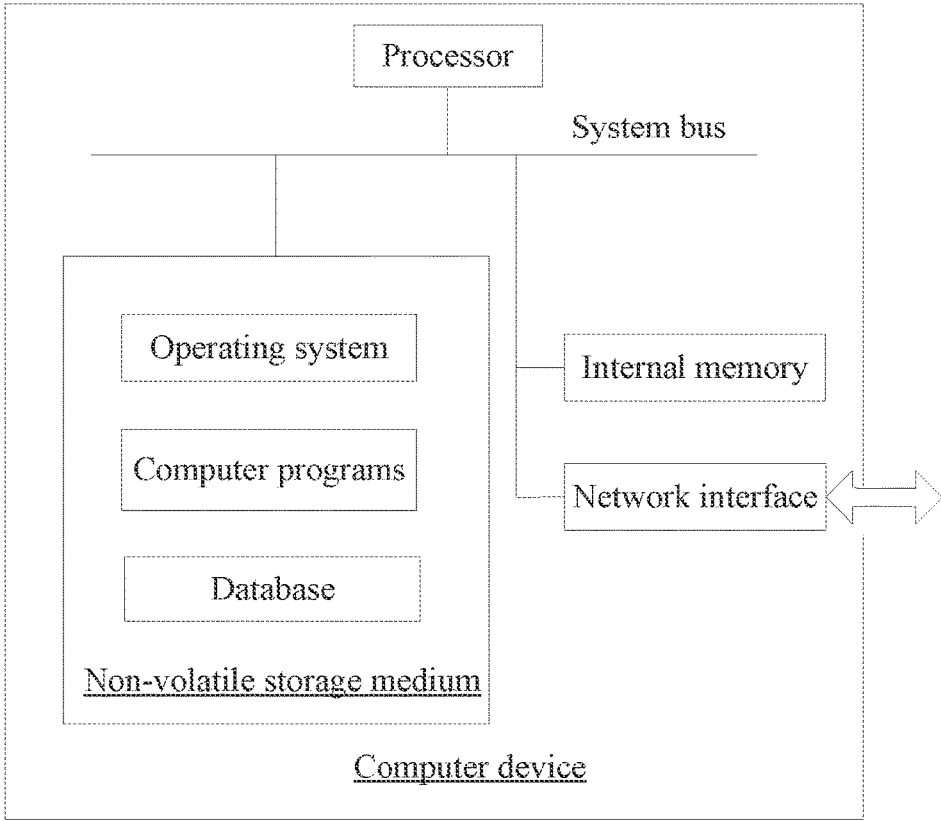 Processor
System bus
Operating system
Internal memory
Computer programs
Network interface
Database
Non-volatile storage medium
Computer device